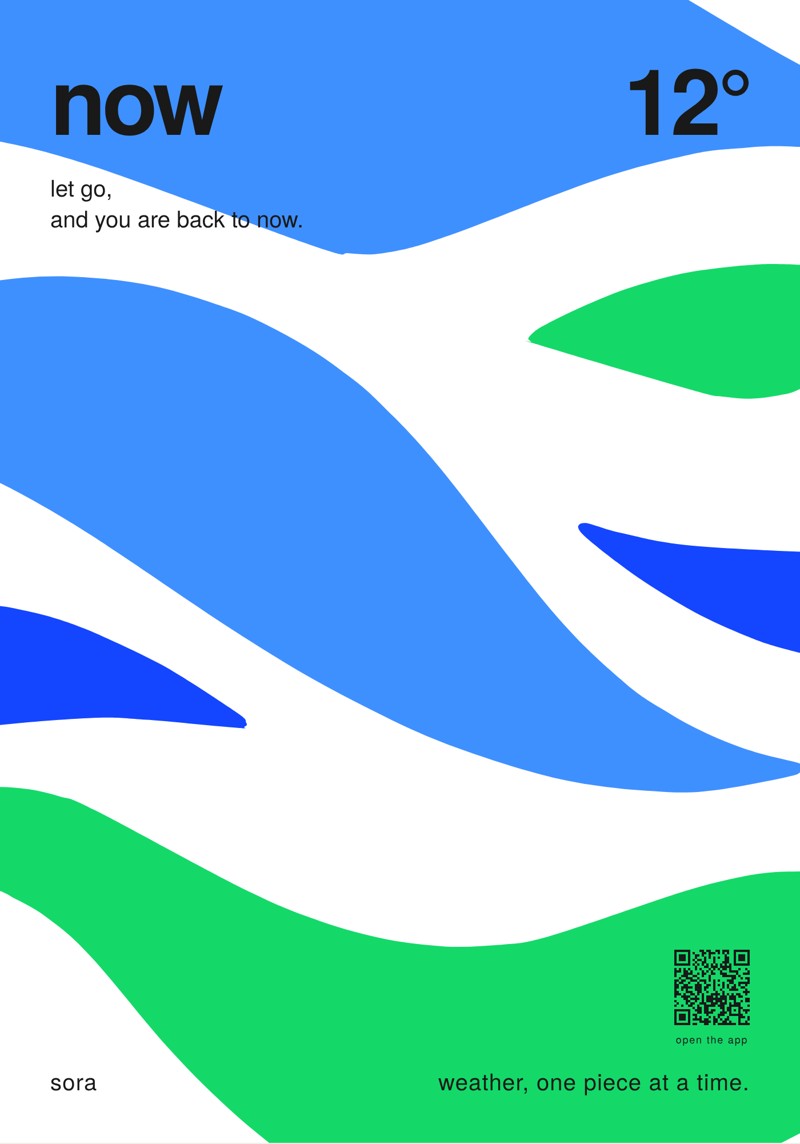 now
12°
let go,
and you are back to now.
open the app
sora
weather, one piece at a time.